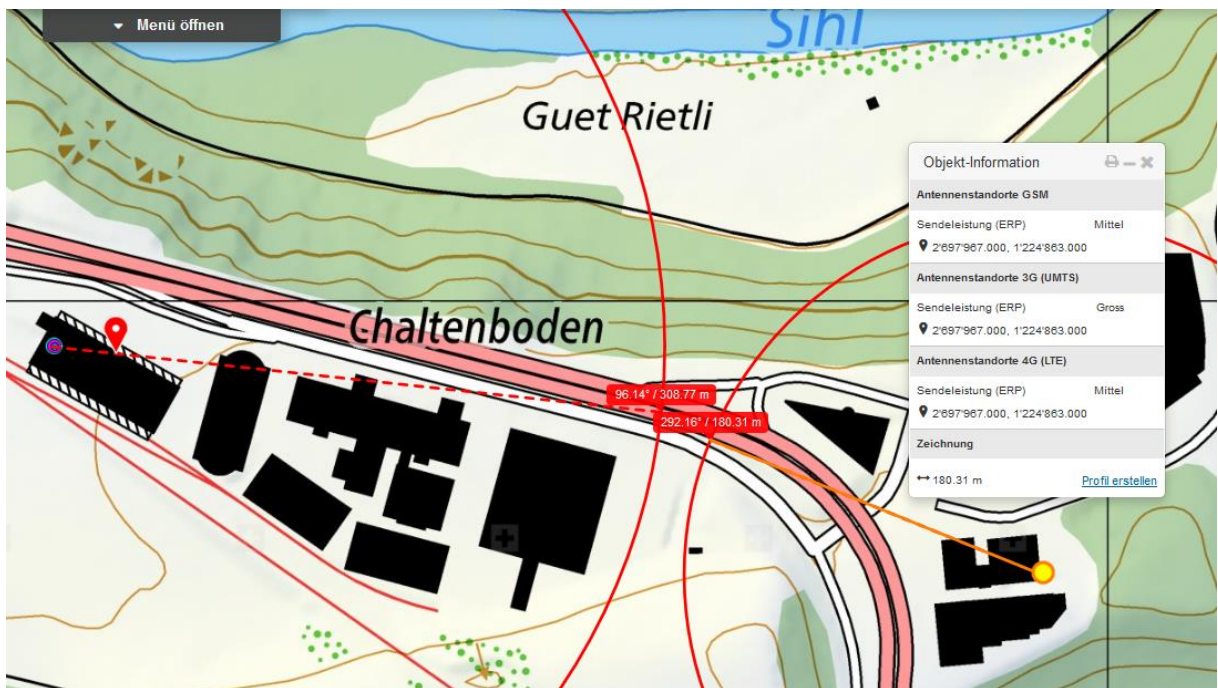 Menü öffnen
Sihl
Guet Rietli
Chaltenboden
96.14° / 308.77 m
292.16° / 180.31 m
Objekt-Information
Antennenstandorte GSM
Sendeleistung (ERP) Mittel
2'697'967.000, 1'224'863.000
Antennenstandorte 3G (UMTS)
Sendeleistung (ERP) Gross
2'697'967.000, 1'224'863.000
Antennenstandorte 4G (LTE)
Sendeleistung (ERP) Mittel
2'697'967.000, 1'224'863.000
Zeichnung
↔ 180.31 m Profil erstellen